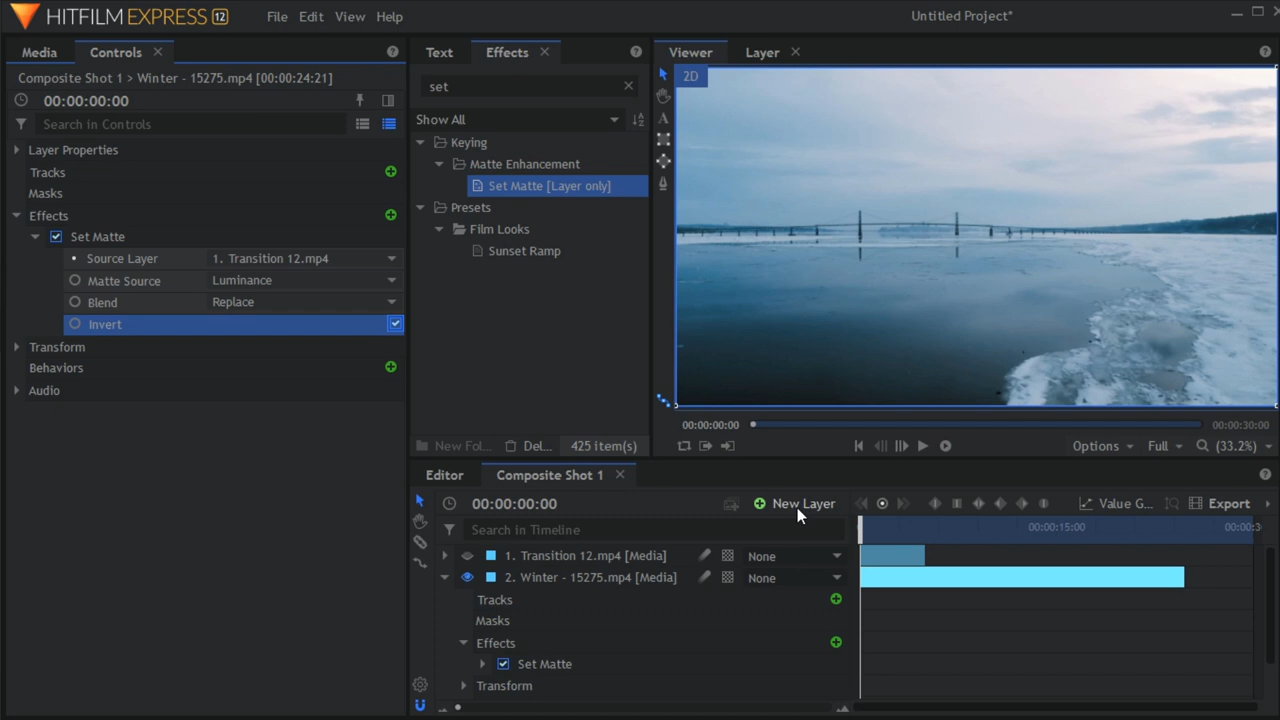 HITFILM EXPRESS 12
File Edit View Help
Untitled Project*
Media Controls
Composite Shot 1 > Winter - 15275.mp4 [00:00:24:21]
00:00:00:00
Search in Controls
Layer Properties
Tracks
Masks
Effects
Set Matte
Source Layer 1. Transition 12.mp4
Matte Source Luminance
Blend Replace
Invert
Transform
Behaviors
Audio
Text Effects
set
Show All
Keying
Matte Enhancement
Set Matte [Layer only]
Presets
Film Looks
Sunset Ramp
New Fol... Del... 425 item(s)
Viewer Layer
2D
00:00:00:00 00:00:30:00
Options Full (33.2%)
Editor Composite Shot 1
00:00:00:00 New Layer Value G... Export
Search in Timeline 00:00:15:00 00:00:3
1. Transition 12.mp4 [Media] None
2. Winter - 15275.mp4 [Media] None
Tracks
Masks
Effects
Set Matte
Transform